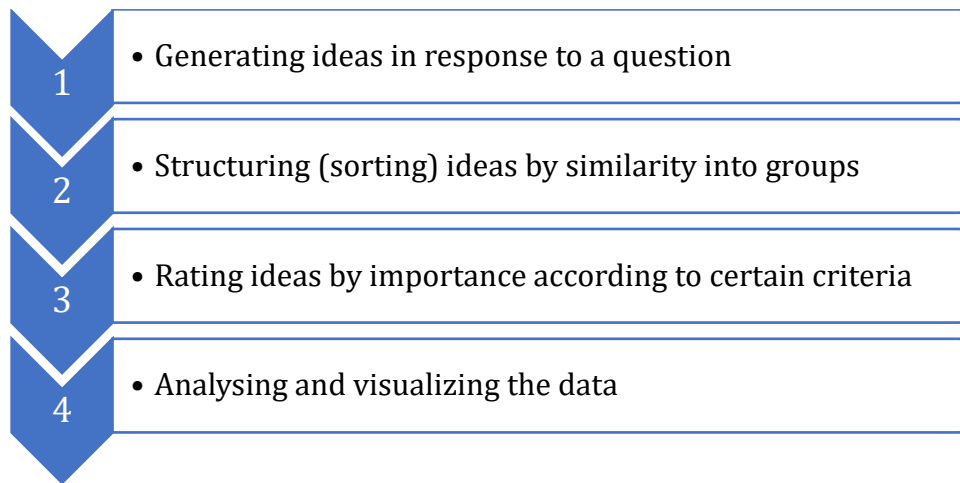 1
• Generating ideas in response to a question
2
• Structuring (sorting) ideas by similarity into groups
3
• Rating ideas by importance according to certain criteria
4
• Analysing and visualizing the data